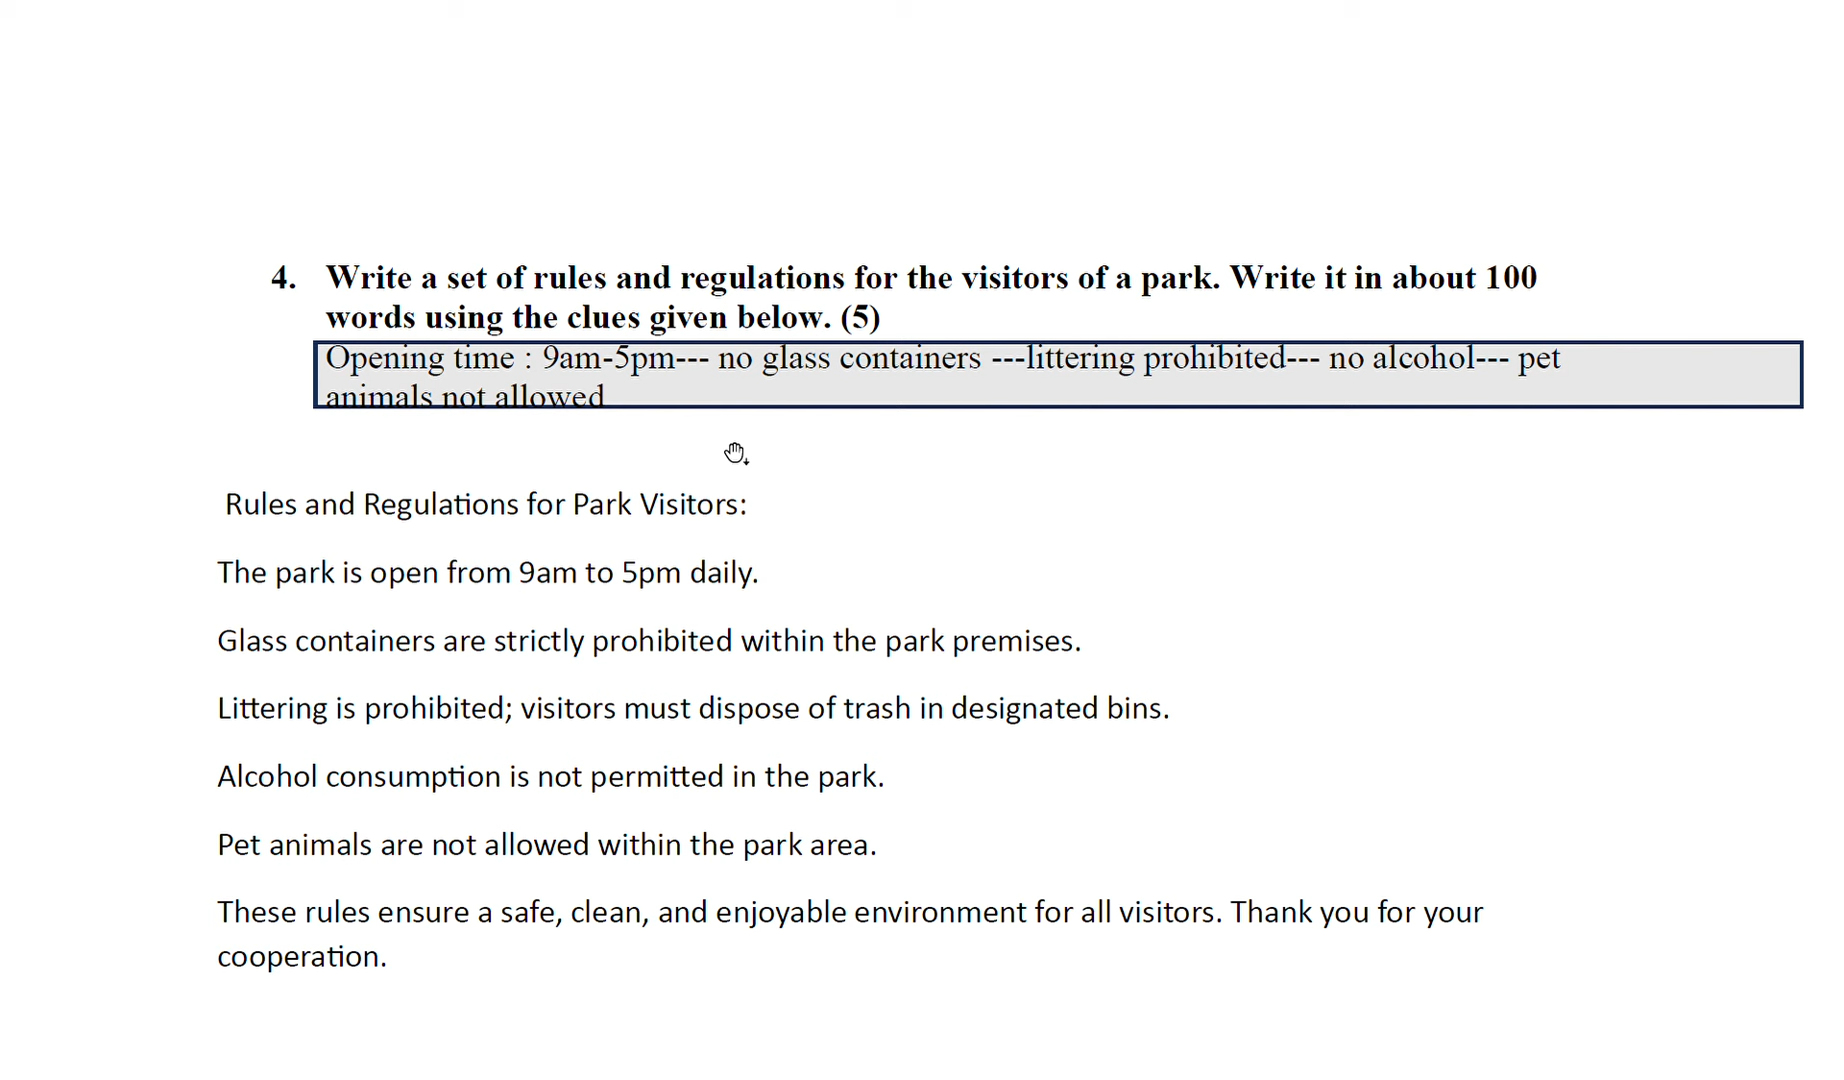 4. Write a set of rules and regulations for the visitors of a park. Write it in about 100
words using the clues given below. (5)
Opening time : 9am-5pm--- no glass containers ---littering prohibited--- no alcohol--- pet
animals not allowed
Rules and Regulations for Park Visitors:
The park is open from 9am to 5pm daily.
Glass containers are strictly prohibited within the park premises.
Littering is prohibited; visitors must dispose of trash in designated bins.
Alcohol consumption is not permitted in the park.
Pet animals are not allowed within the park area.
These rules ensure a safe, clean, and enjoyable environment for all visitors. Thank you for your
cooperation.